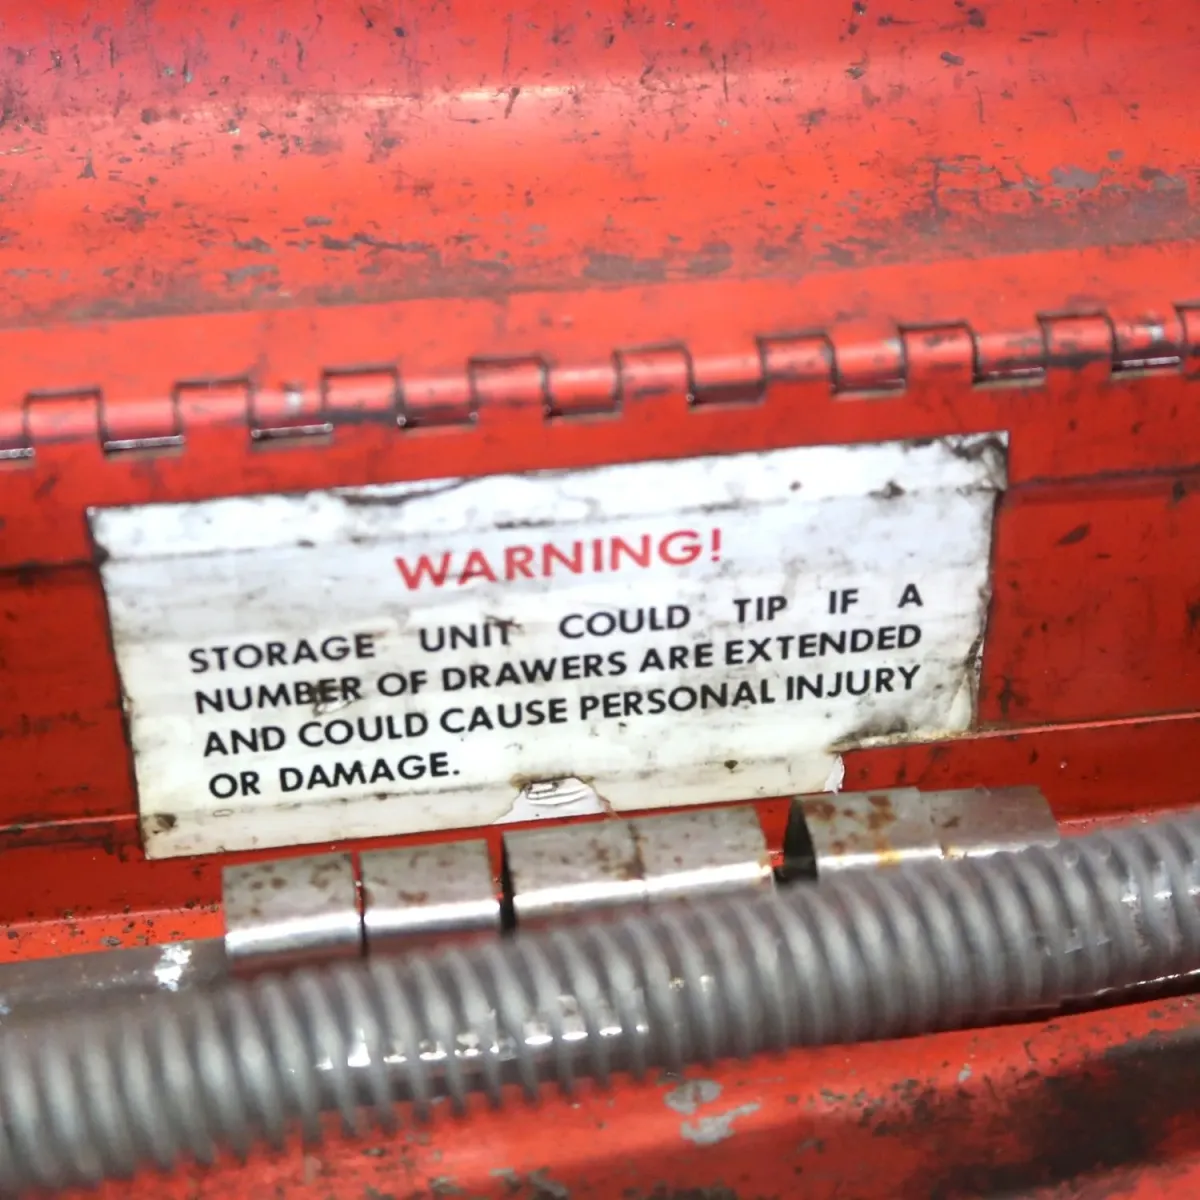 WARNING!
STORAGE UNIT COULD TIP IF A
NUMBER OF DRAWERS ARE EXTENDED
AND COULD CAUSE PERSONAL INJURY
OR DAMAGE.